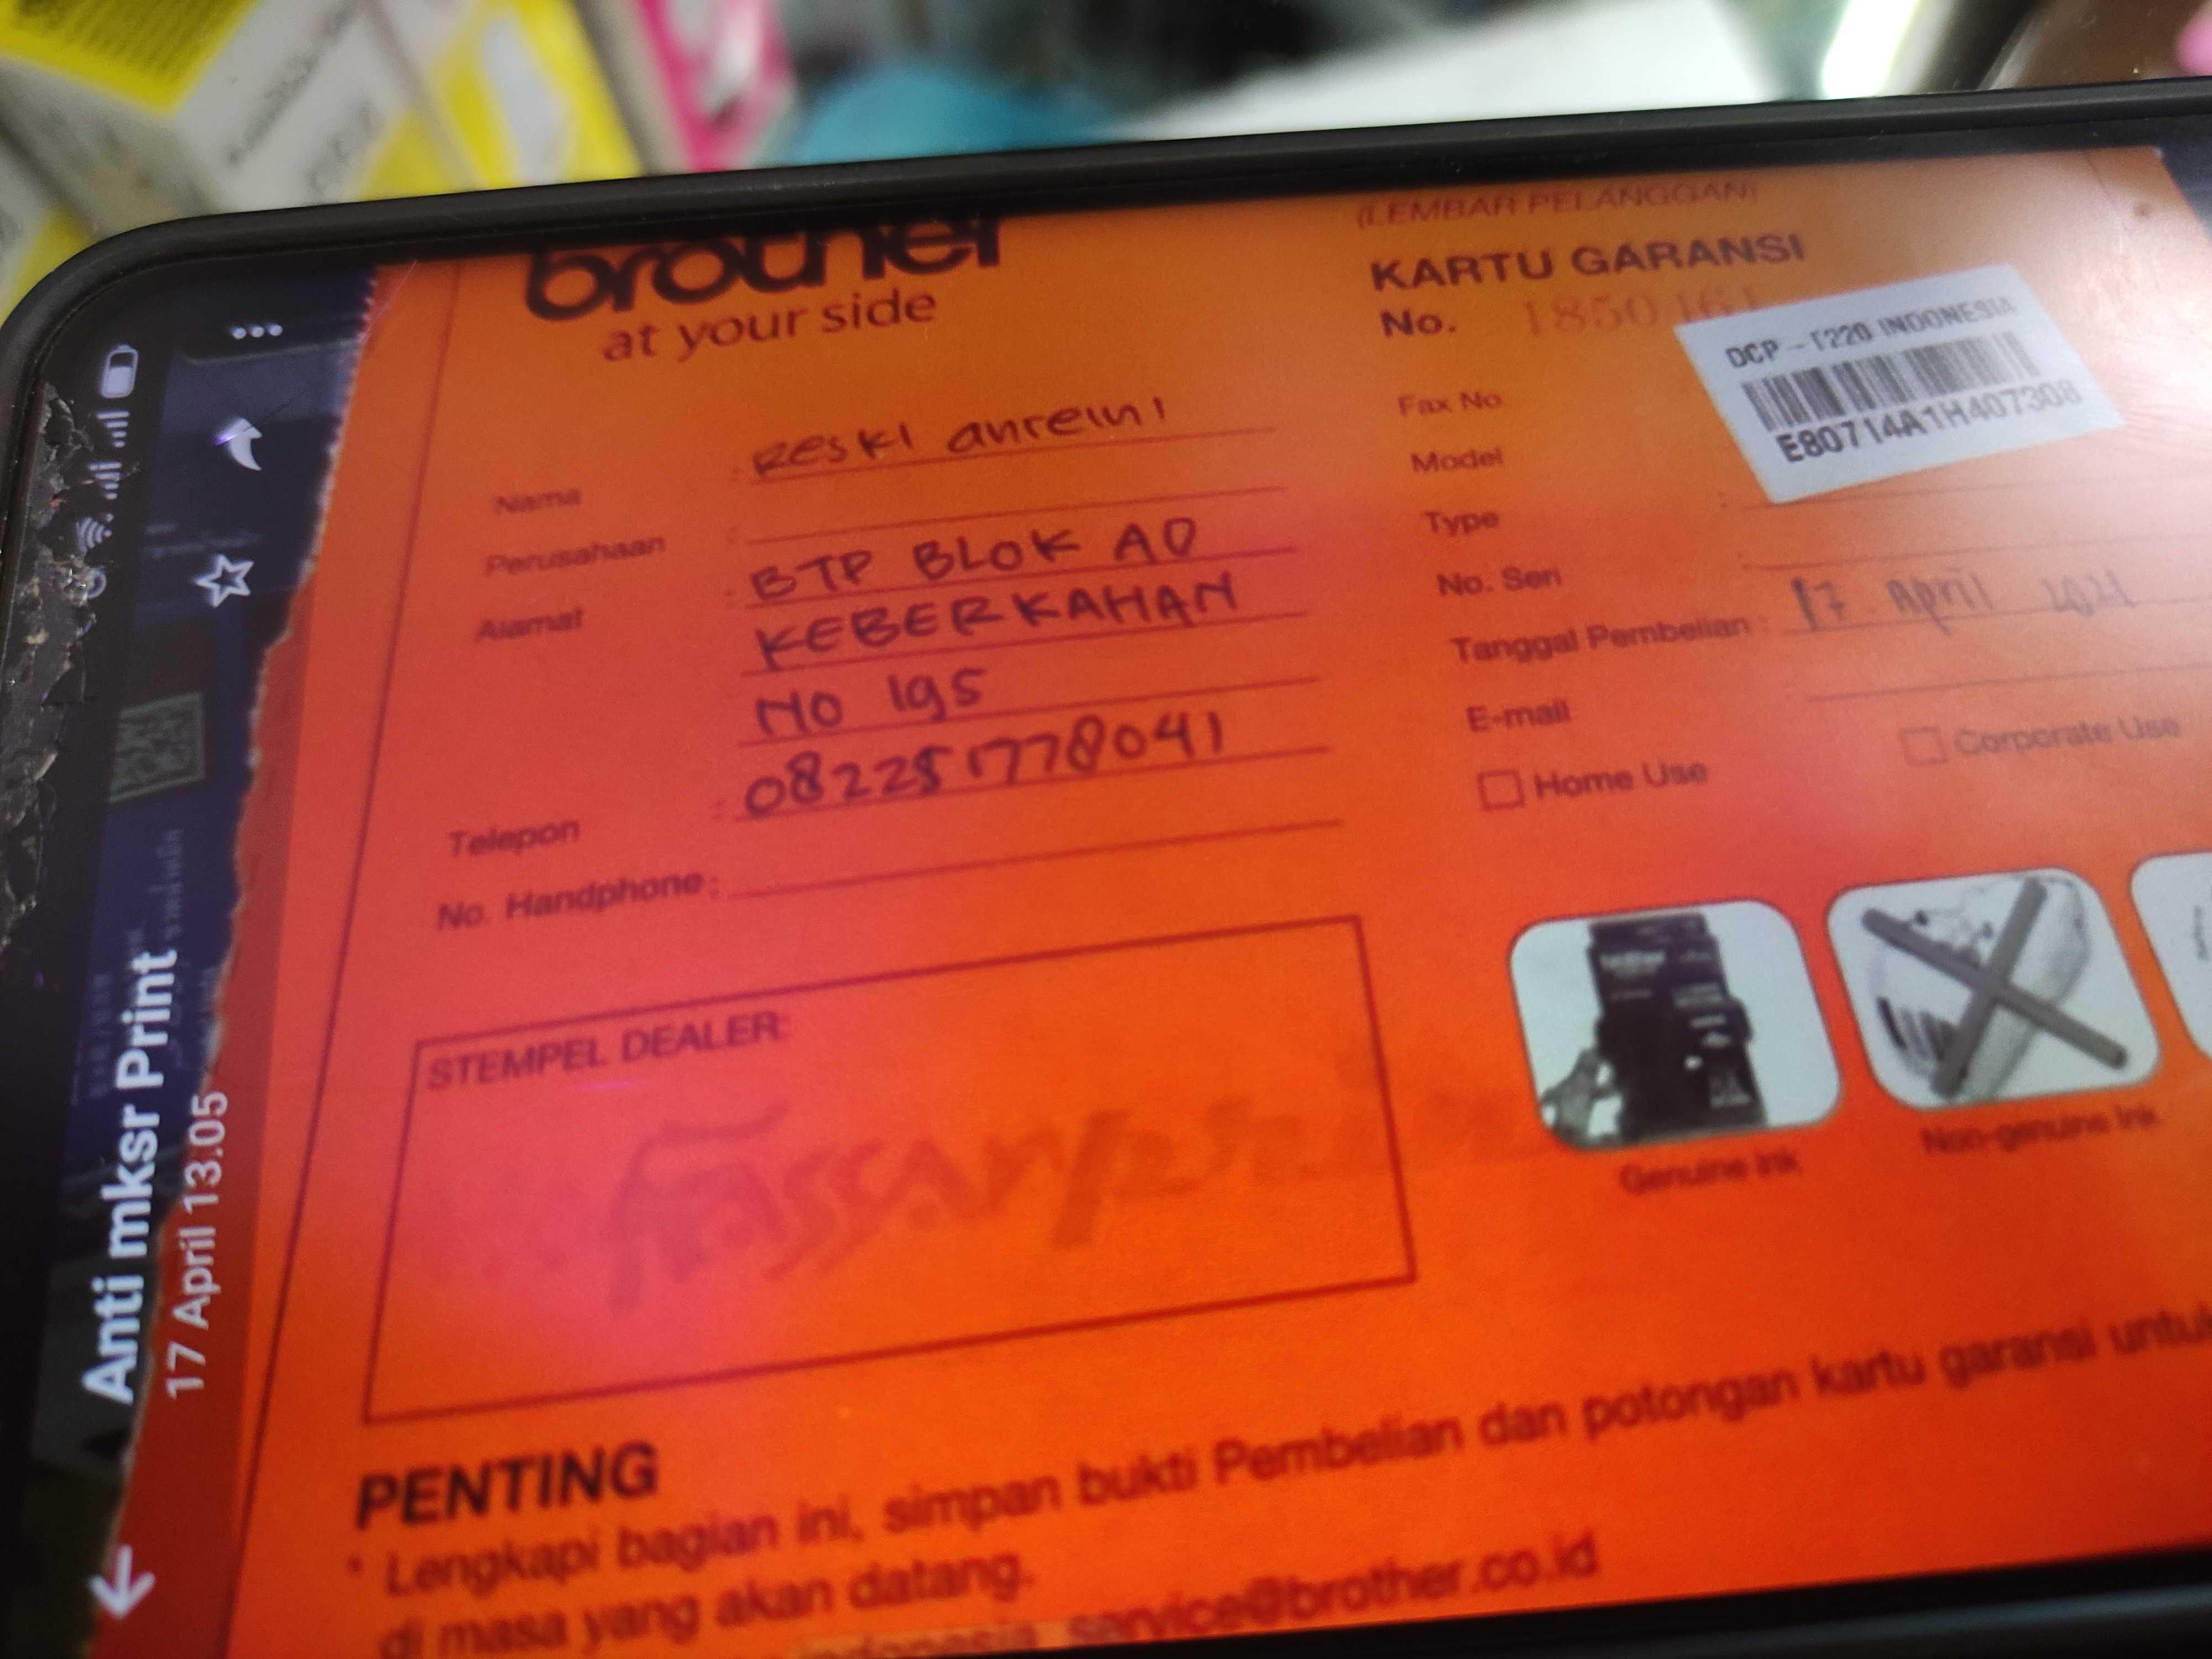 Anti mksr Print
17 April 13.05
brother
at your side
(LEMBAR PELANGGAN)
KARTU GARANSI
No.
DCP - T220 INDONESIA
E80714A1H407308
Nama : RESKI anreini
Perusahaan :
Alamat : BTP BLOK AD
KEBERKAHAN
NO 195
Telepon : 082251778041
No. Handphone :
Fax No
Model
Type :
No. Seri :
Tanggal Pembelian : 17 April
E-mail :
Home Use
Corporate Use
STEMPEL DEALER:
Genuine Ink
Non-genuine Ink
PENTING
* Lengkapi bagian ini, simpan bukti Pembelian dan potongan kartu garansi untuk
di masa yang akan datang.
indonesia_service@brother.co.id